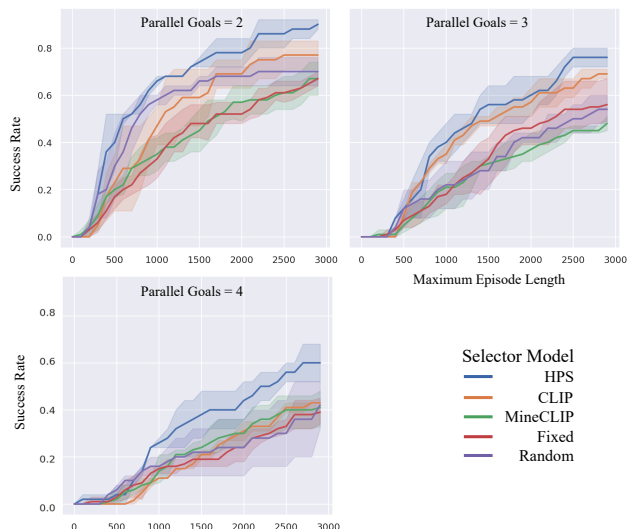 Parallel Goals = 2
Parallel Goals = 3
Success Rate
0.8
0.6
0.4
0.2
0.0
0 500 1000 1500 2000 2500 3000
0 500 1000 1500 2000 2500 3000
Maximum Episode Length
Parallel Goals = 4
Success Rate
0.8
0.6
0.4
0.2
0.0
0 500 1000 1500 2000 2500 3000
Selector Model
HPS
CLIP
MineCLIP
Fixed
Random